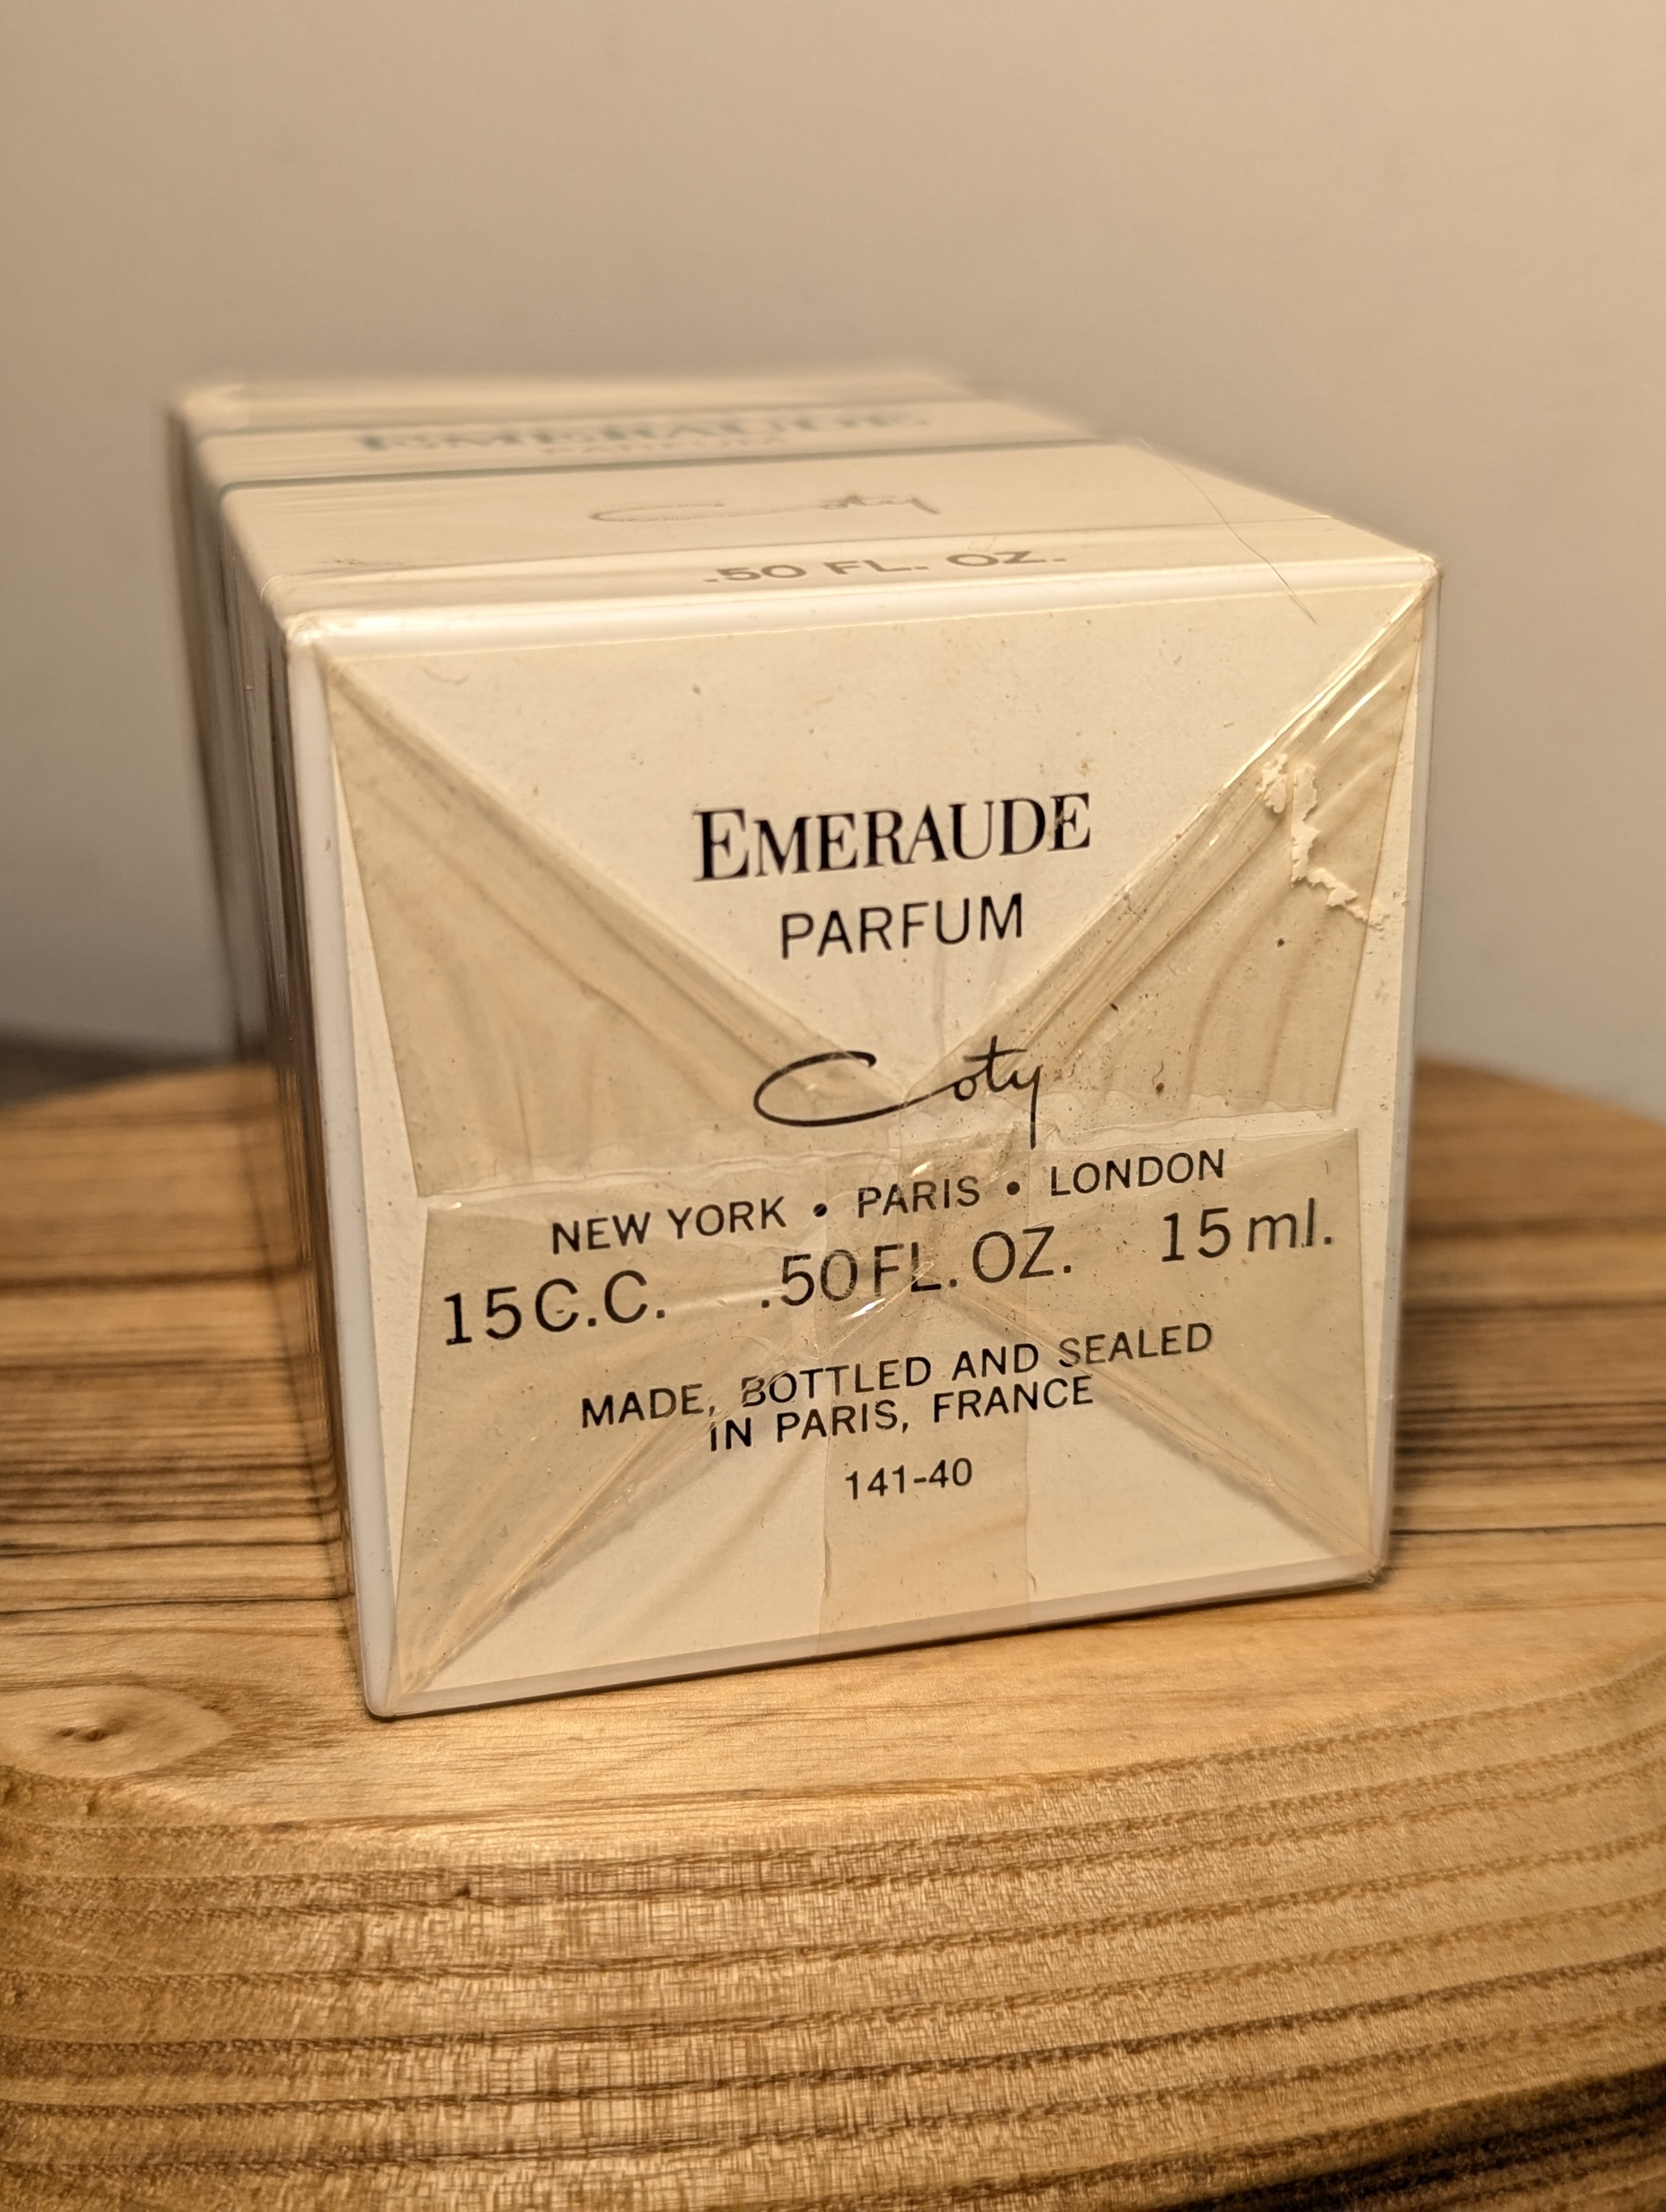 EMERAUDE
PARFUM
Coty
.50 FL. OZ.
EMERAUDE
PARFUM
Coty
NEW YORK • PARIS • LONDON
15 C.C. .50 FL. OZ. 15 ml.
MADE, BOTTLED AND SEALED
IN PARIS, FRANCE
141-40